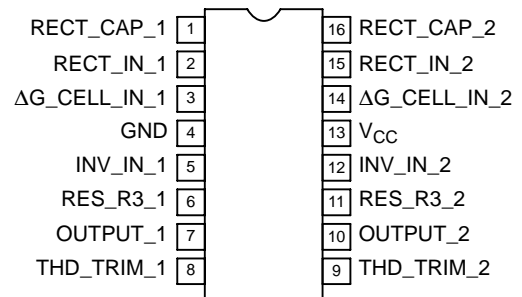 RECT_CAP_1 1 16 RECT_CAP_2
RECT_IN_1 2 15 RECT_IN_2
ΔG_CELL_IN_1 3 14 ΔG_CELL_IN_2
GND 4 13 VCC
INV_IN_1 5 12 INV_IN_2
RES_R3_1 6 11 RES_R3_2
OUTPUT_1 7 10 OUTPUT_2
THD_TRIM_1 8 9 THD_TRIM_2